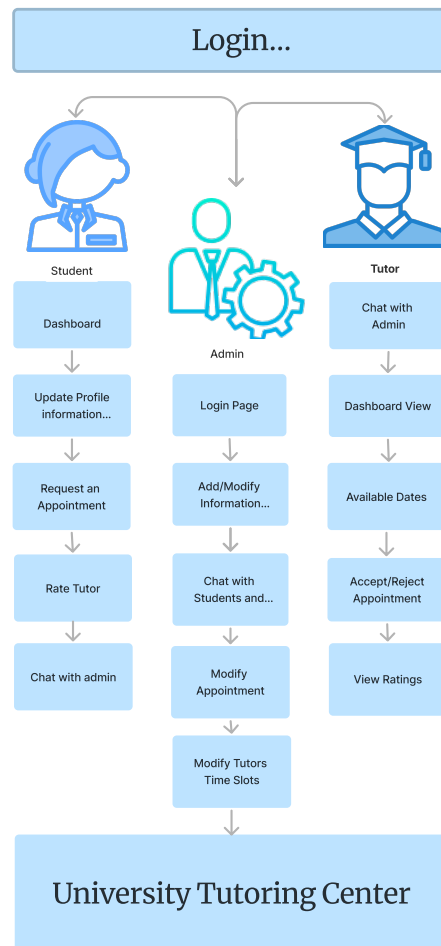 Login...
Student
Dashboard
Update Profile
information...
Request an
Appointment
Rate Tutor
Chat with admin
Admin
Login Page
Add/Modify
Information...
Chat with
Students and...
Modify
Appointment
Modify Tutors
Time Slots
Tutor
Chat with
Admin
Dashboard View
Available Dates
Accept/Reject
Appointment
View Ratings
University Tutoring Center